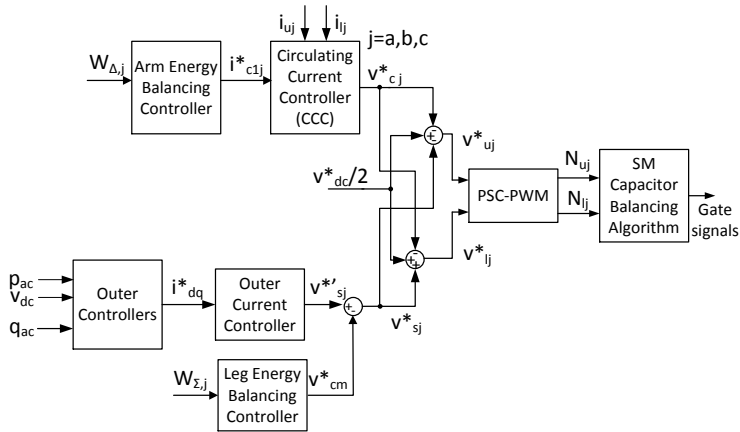 i_uj
i_lj
j=a,b,c
W_Δ,j
Arm Energy
Balancing
Controller
i*_c1j
Circulating
Current
Controller
(CCC)
v*_cj
v*_dc/2
v*_uj
PSC-PWM
N_uj
N_lj
SM
Capacitor
Balancing
Algorithm
Gate
signals
v*_lj
p_ac
v_dc
q_ac
Outer
Controllers
i*_dq
Outer
Current
Controller
v*'_sj
v*_sj
W_Σ,j
Leg Energy
Balancing
Controller
v*_cm